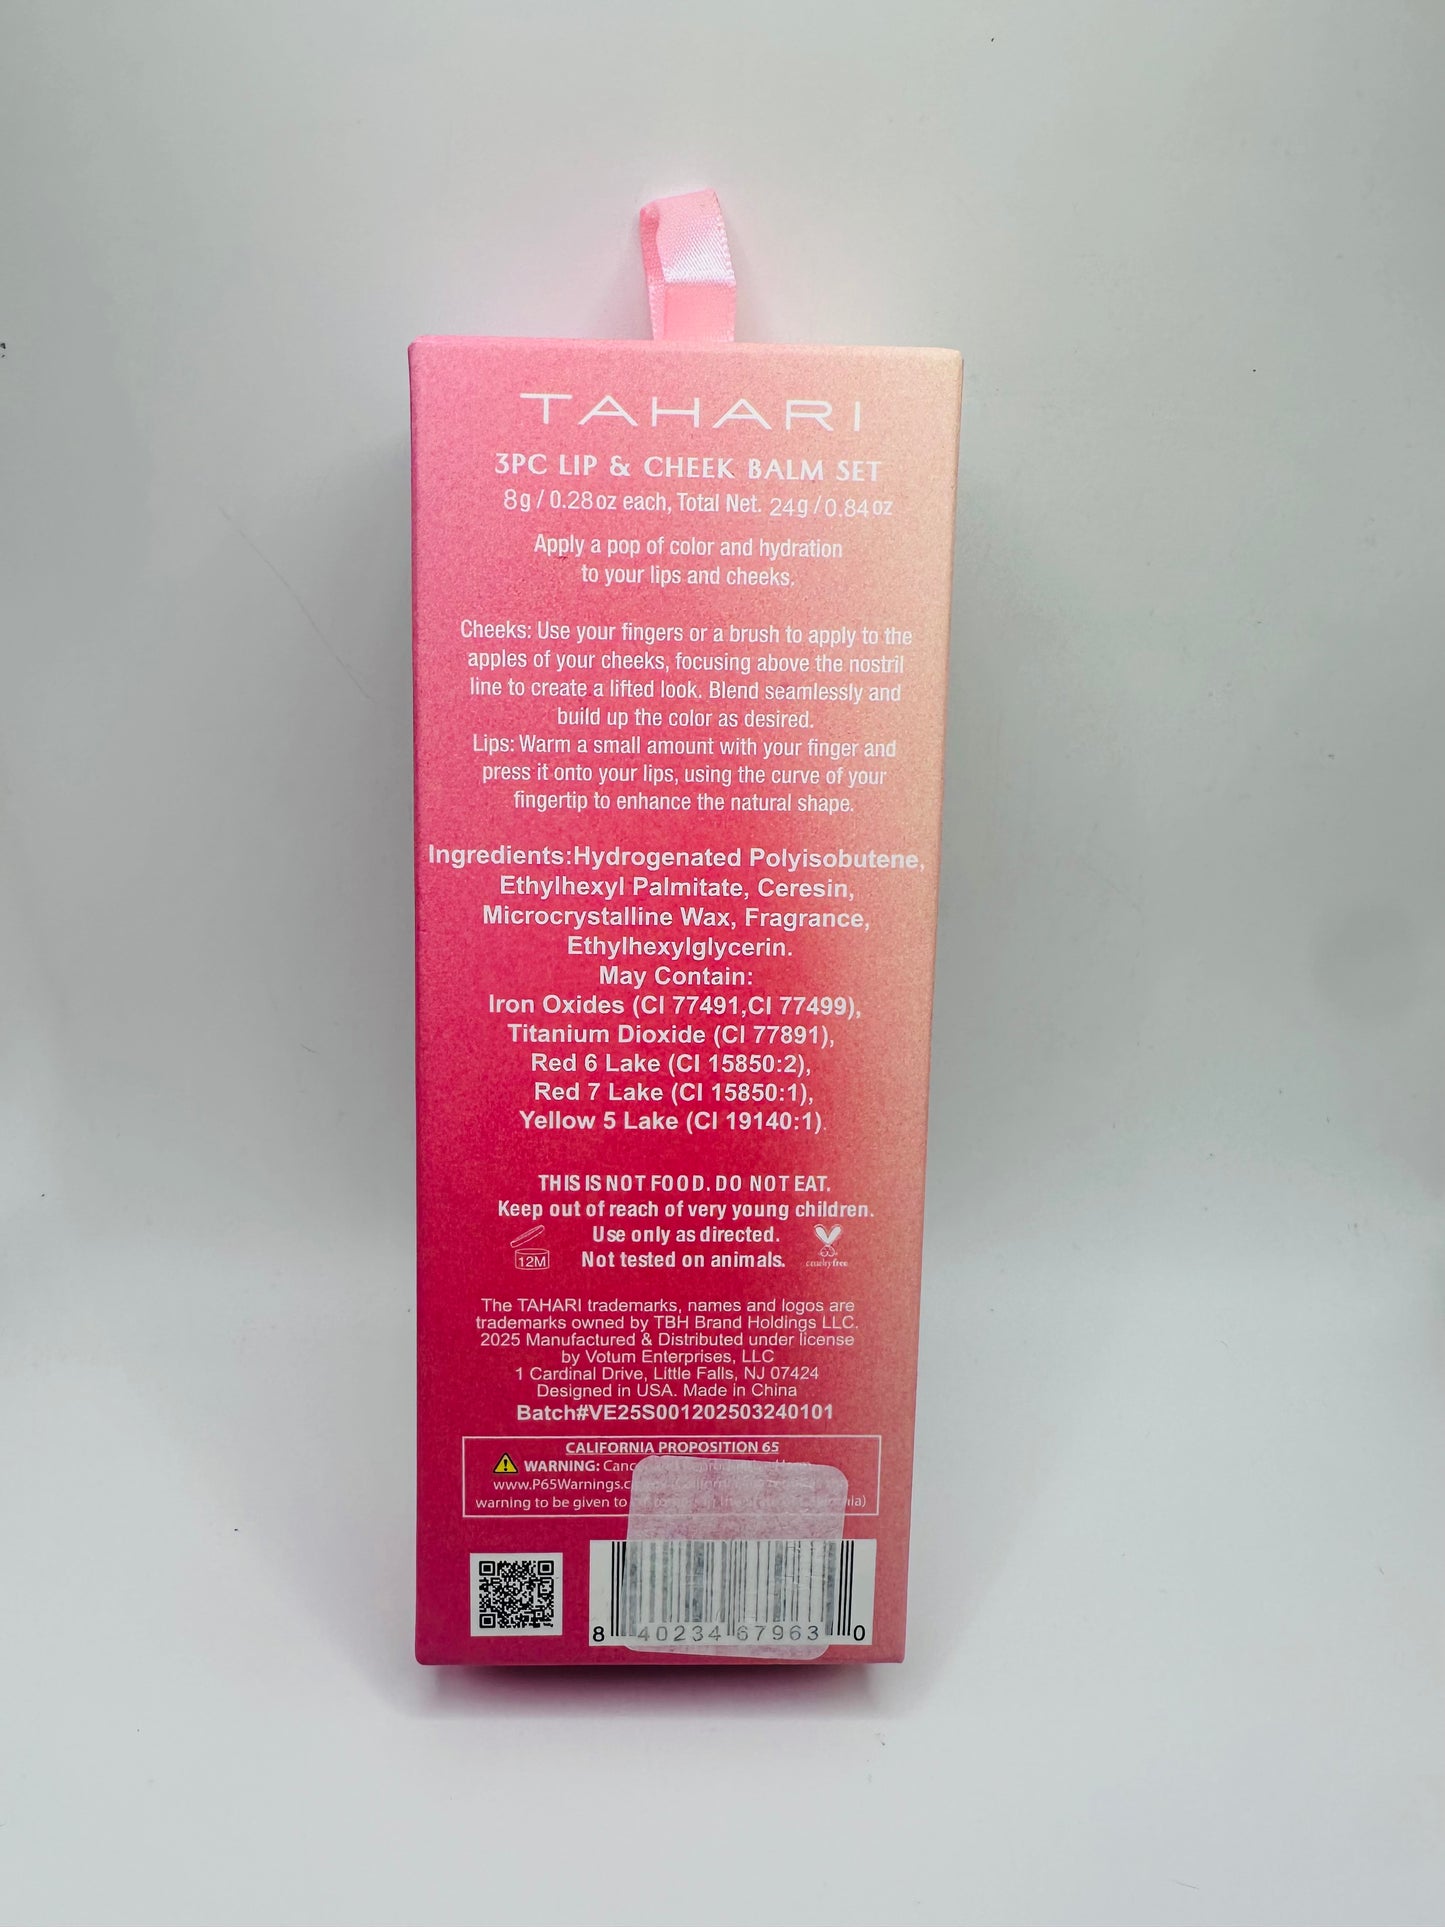 TAHARI
3PC LIP & CHEEK BALM SET
8g / 0.28oz each, Total Net. 24g / 0.84oz
Apply a pop of color and hydration
to your lips and cheeks.
Cheeks: Use your fingers or a brush to apply to the
apples of your cheeks, focusing above the nostril
line to create a lifted look. Blend seamlessly and
build up the color as desired.
Lips: Warm a small amount with your finger and
press it onto your lips, using the curve of your
fingertip to enhance the natural shape.
Ingredients:Hydrogenated Polyisobutene,
Ethylhexyl Palmitate, Ceresin,
Microcrystalline Wax, Fragrance,
Ethylhexylglycerin.
May Contain:
Iron Oxides (CI 77491,CI 77499),
Titanium Dioxide (CI 77891),
Red 6 Lake (CI 15850:2),
Red 7 Lake (CI 15850:1),
Yellow 5 Lake (CI 19140:1).
THIS IS NOT FOOD. DO NOT EAT.
Keep out of reach of very young children.
Use only as directed.
Not tested on animals.
12M
crueltyfree
The TAHARI trademarks, names and logos are
trademarks owned by TBH Brand Holdings LLC.
2025 Manufactured & Distributed under license
by Votum Enterprises, LLC
1 Cardinal Drive, Little Falls, NJ 07424
Designed in USA. Made in China
Batch#VE25S001202503240101
CALIFORNIA PROPOSITION 65
WARNING:
warning to be given to
8 40234 67963 0